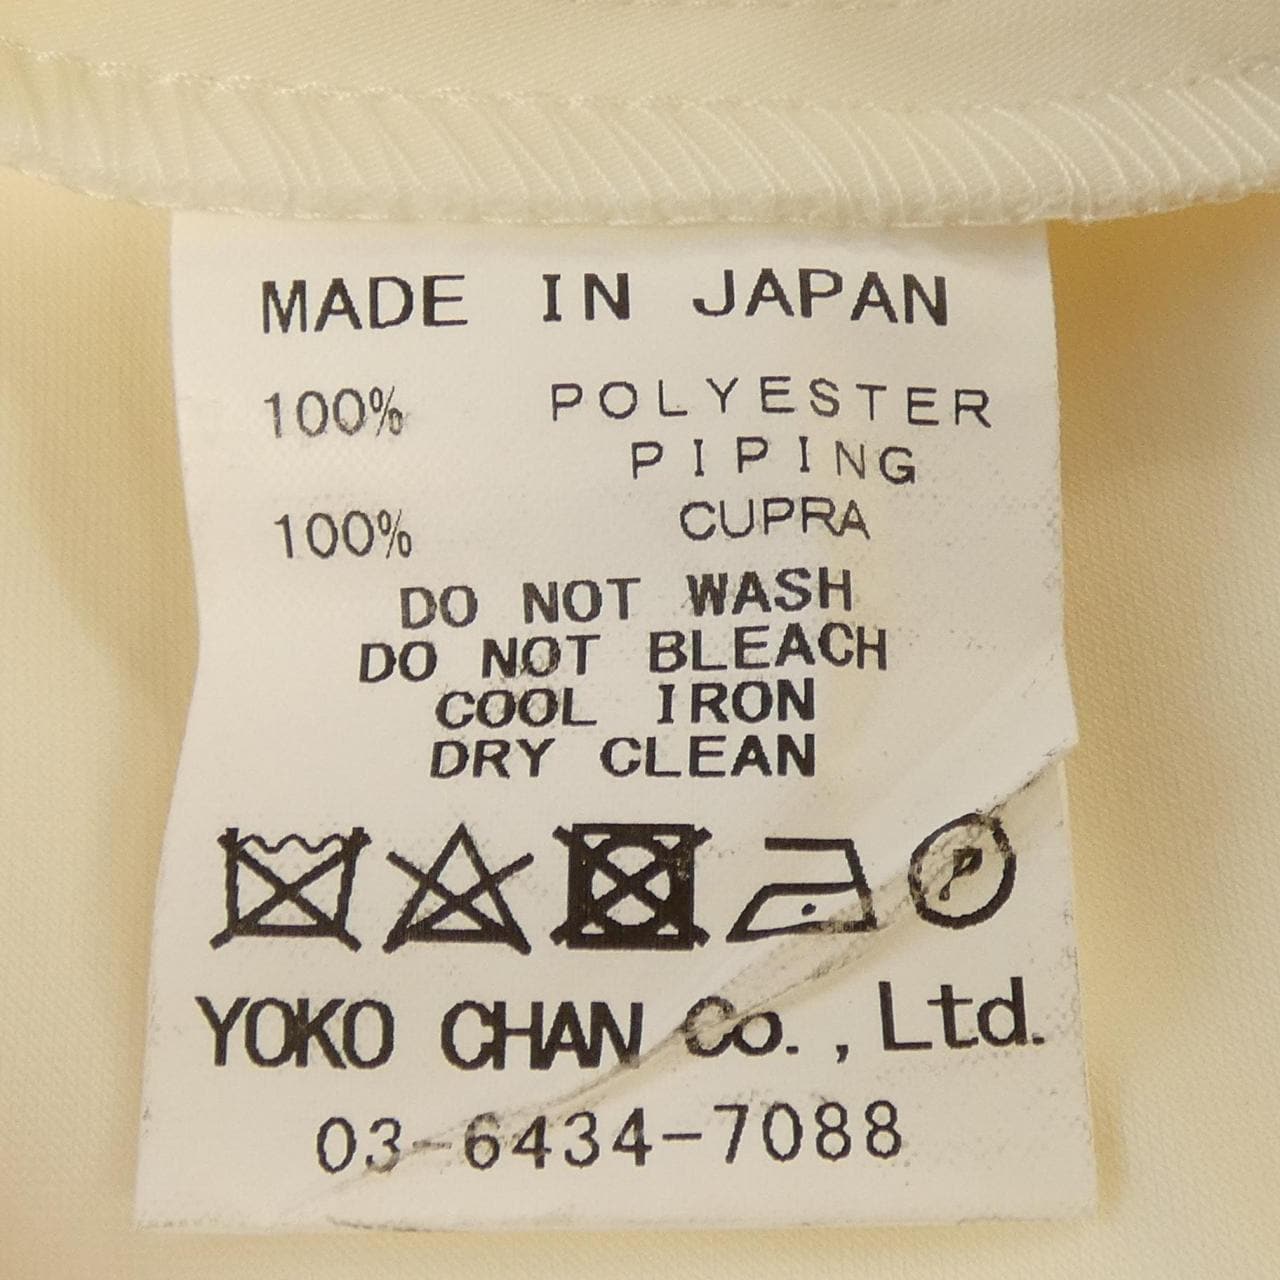 MADE IN JAPAN
100% POLYESTER
PIPING
100% CUPRA
DO NOT WASH
DO NOT BLEACH
COOL IRON
DRY CLEAN
P
YOKO CHAN Co., Ltd.
03-6434-7088